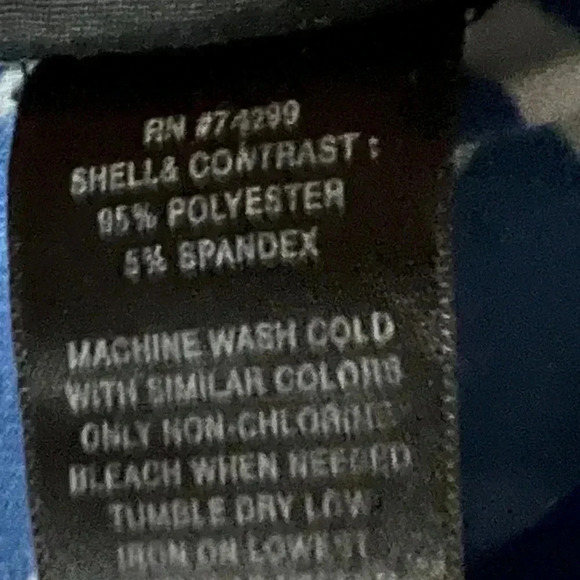 RN #74299
SHELL& CONTRAST :
95% POLYESTER
5% SPANDEX
MACHINE WASH COLD
WITH SIMILAR COLORS
ONLY NON-CHLORINE
BLEACH WHEN NEEDED
TUMBLE DRY LOW
IRON ON LOWEST